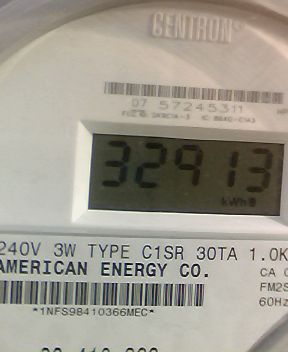 CENTRON®
07 57245311
32913
kWh
240V 3W TYPE C1SR 30TA 1.0K
AMERICAN ENERGY CO.
CA
FM2S
60Hz
*1NFS98410366MEC*